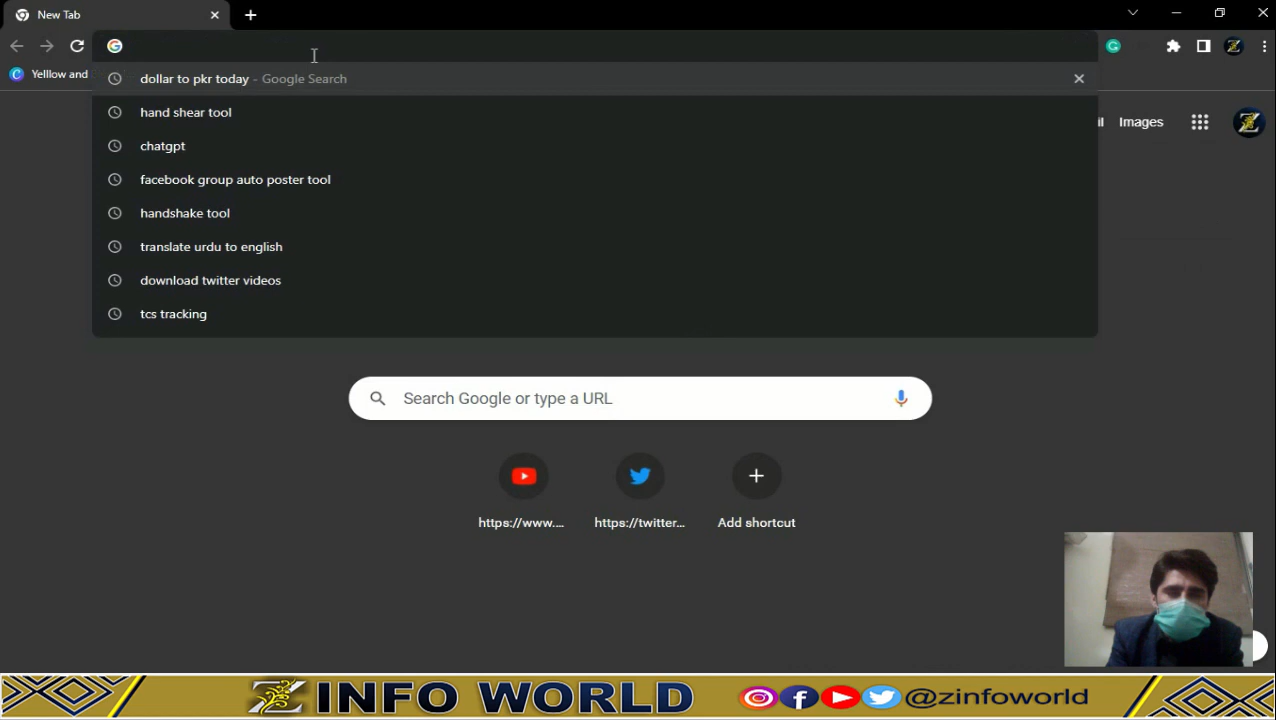 New Tab
Yelllow and
dollar to pkr today - Google Search
hand shear tool
chatgpt
facebook group auto poster tool
handshake tool
translate urdu to english
download twitter videos
tcs tracking
il Images
Search Google or type a URL
https://www....
https://twitter...
Add shortcut
Z INFO WORLD @zinfoworld